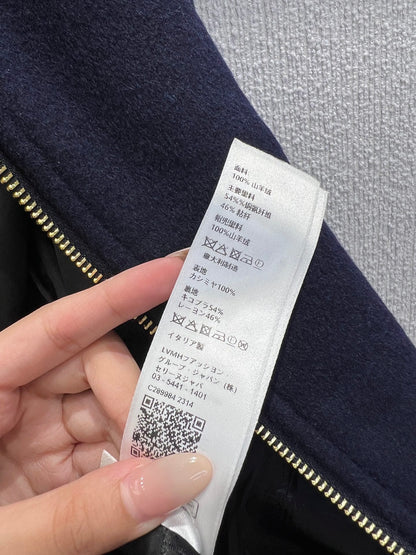 面料:
100% 山羊绒
主要里料
54%铜氨纤维
46% 粘纤
袖兜里料
100%山羊绒
意大利制造
表地
カシミヤ100%
裏地
キュプラ54%
レーヨン46%
イタリア製
LVMHファッション・
グループ・ジャパン (株)
セリーヌジャパ
03 - 5441 - 1401
C289984 2314